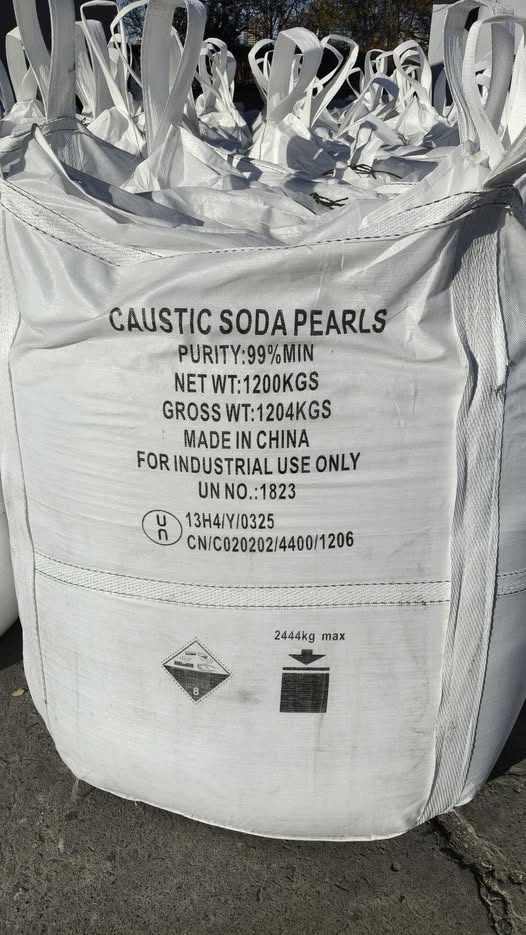 CAUSTIC SODA PEARLS
PURITY:99%MIN
NET WT:1200KGS
GROSS WT:1204KGS
MADE IN CHINA
FOR INDUSTRIAL USE ONLY
UN NO.:1823
un 13H4/Y/0325
CN/C020202/4400/1206
2444kg max
8